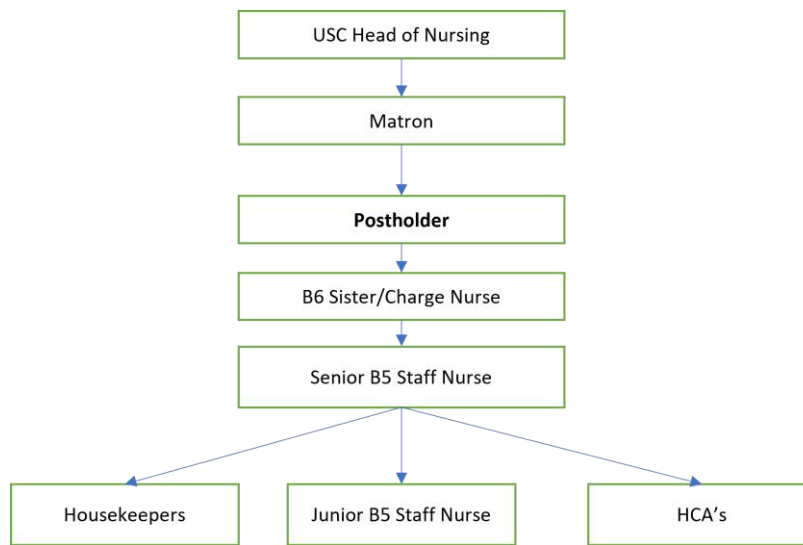 USC Head of Nursing
Matron
Postholder
B6 Sister/Charge Nurse
Senior B5 Staff Nurse
Housekeepers
Junior B5 Staff Nurse
HCA’s